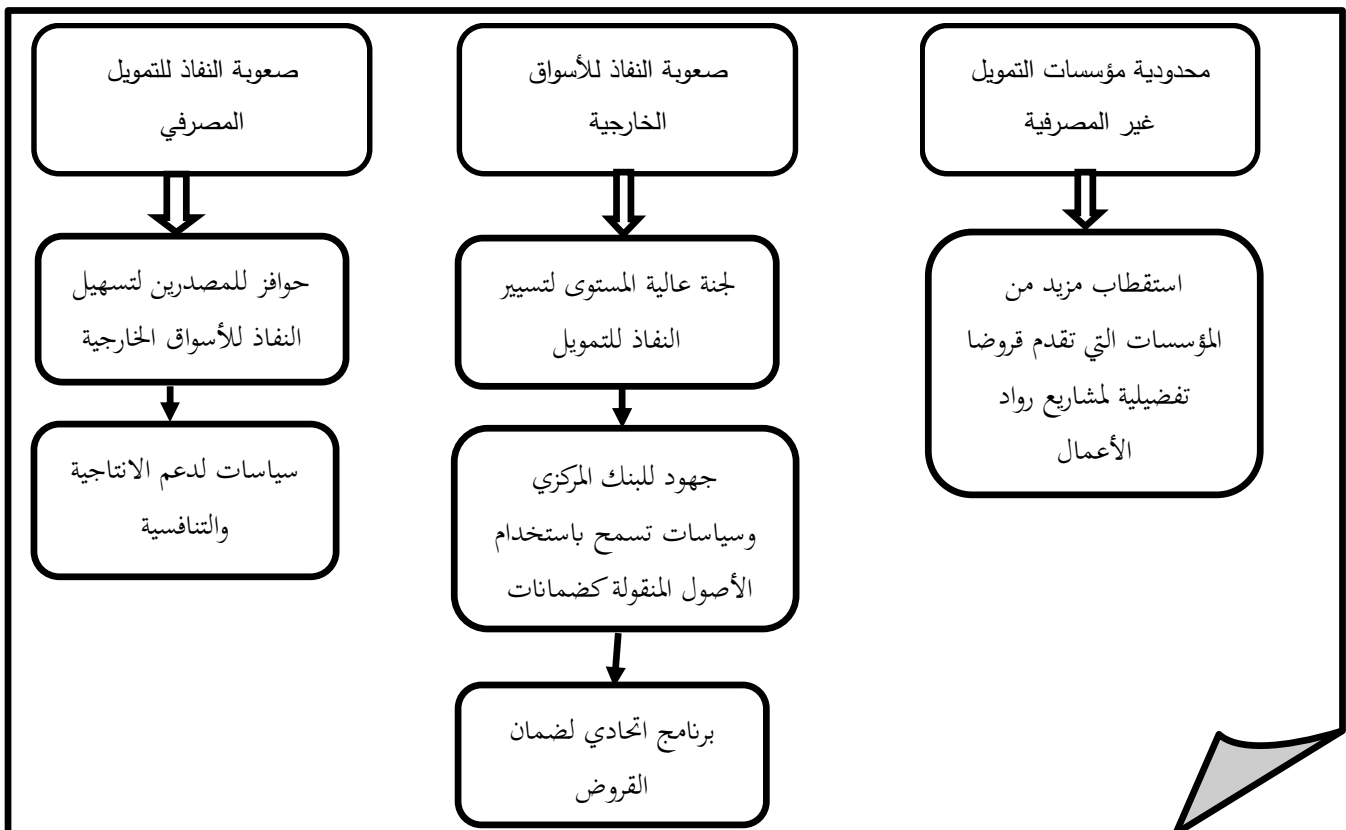 محدودية مؤسسات التمويل
غير المصرفية
استقطاب مزيد من
المؤسسات التي تقدم قروضا
تفضيلية لمشاريع رواد
الأعمال
صعوبة النفاذ للأسواق
الخارجية
لجنة عالية المستوى لتسيير
النفاذ للتمويل
جهود للبنك المركزي
وسياسات تسمح باستخدام
الأصول المنقولة كضمانات
برنامج اتحادي لضمان
القروض
صعوبة النفاذ للتمويل
المصرفي
حوافز للمصدرين لتسهيل
النفاذ للأسواق الخارجية
سياسات لدعم الانتاجية
والتنافسية